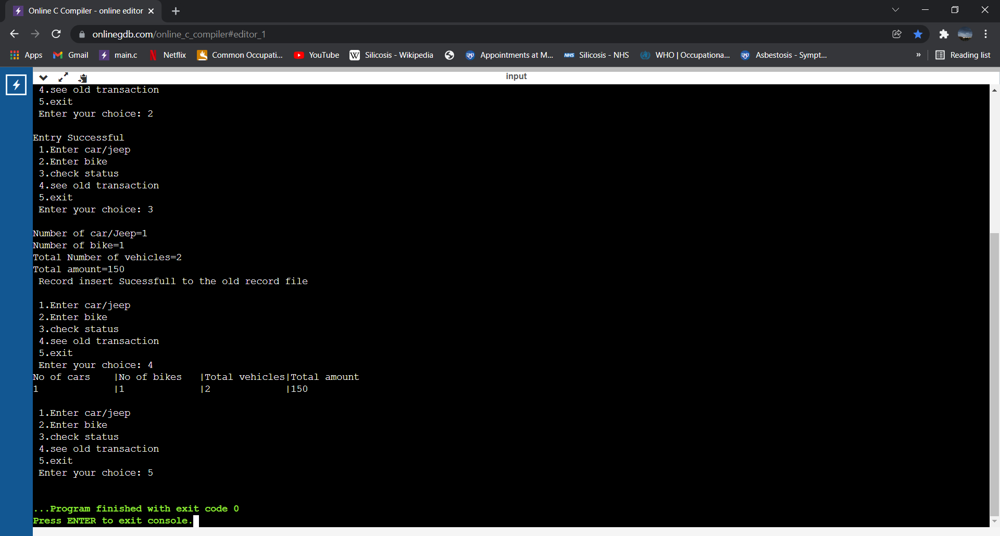 Online C Compiler - online editor
onlinegdb.com/online_c_compiler#editor_1
Apps Gmail main.c Netflix Common Occupati... YouTube Silicosis - Wikipedia Appointments at M... Silicosis - NHS WHO | Occupationa... Asbestosis - Sympt... » Reading list
input
4.see old transaction
5.exit
Enter your choice: 2
Entry Successful
1.Enter car/jeep
2.Enter bike
3.check status
4.see old transaction
5.exit
Enter your choice: 3
Number of car/Jeep=1
Number of bike=1
Total Number of vehicles=2
Total amount=150
Record insert Sucessfull to the old record file
1.Enter car/jeep
2.Enter bike
3.check status
4.see old transaction
5.exit
Enter your choice: 4
No of cars |No of bikes |Total vehicles|Total amount
1 |1 |2 |150
1.Enter car/jeep
2.Enter bike
3.check status
4.see old transaction
5.exit
Enter your choice: 5
...Program finished with exit code 0
Press ENTER to exit console.